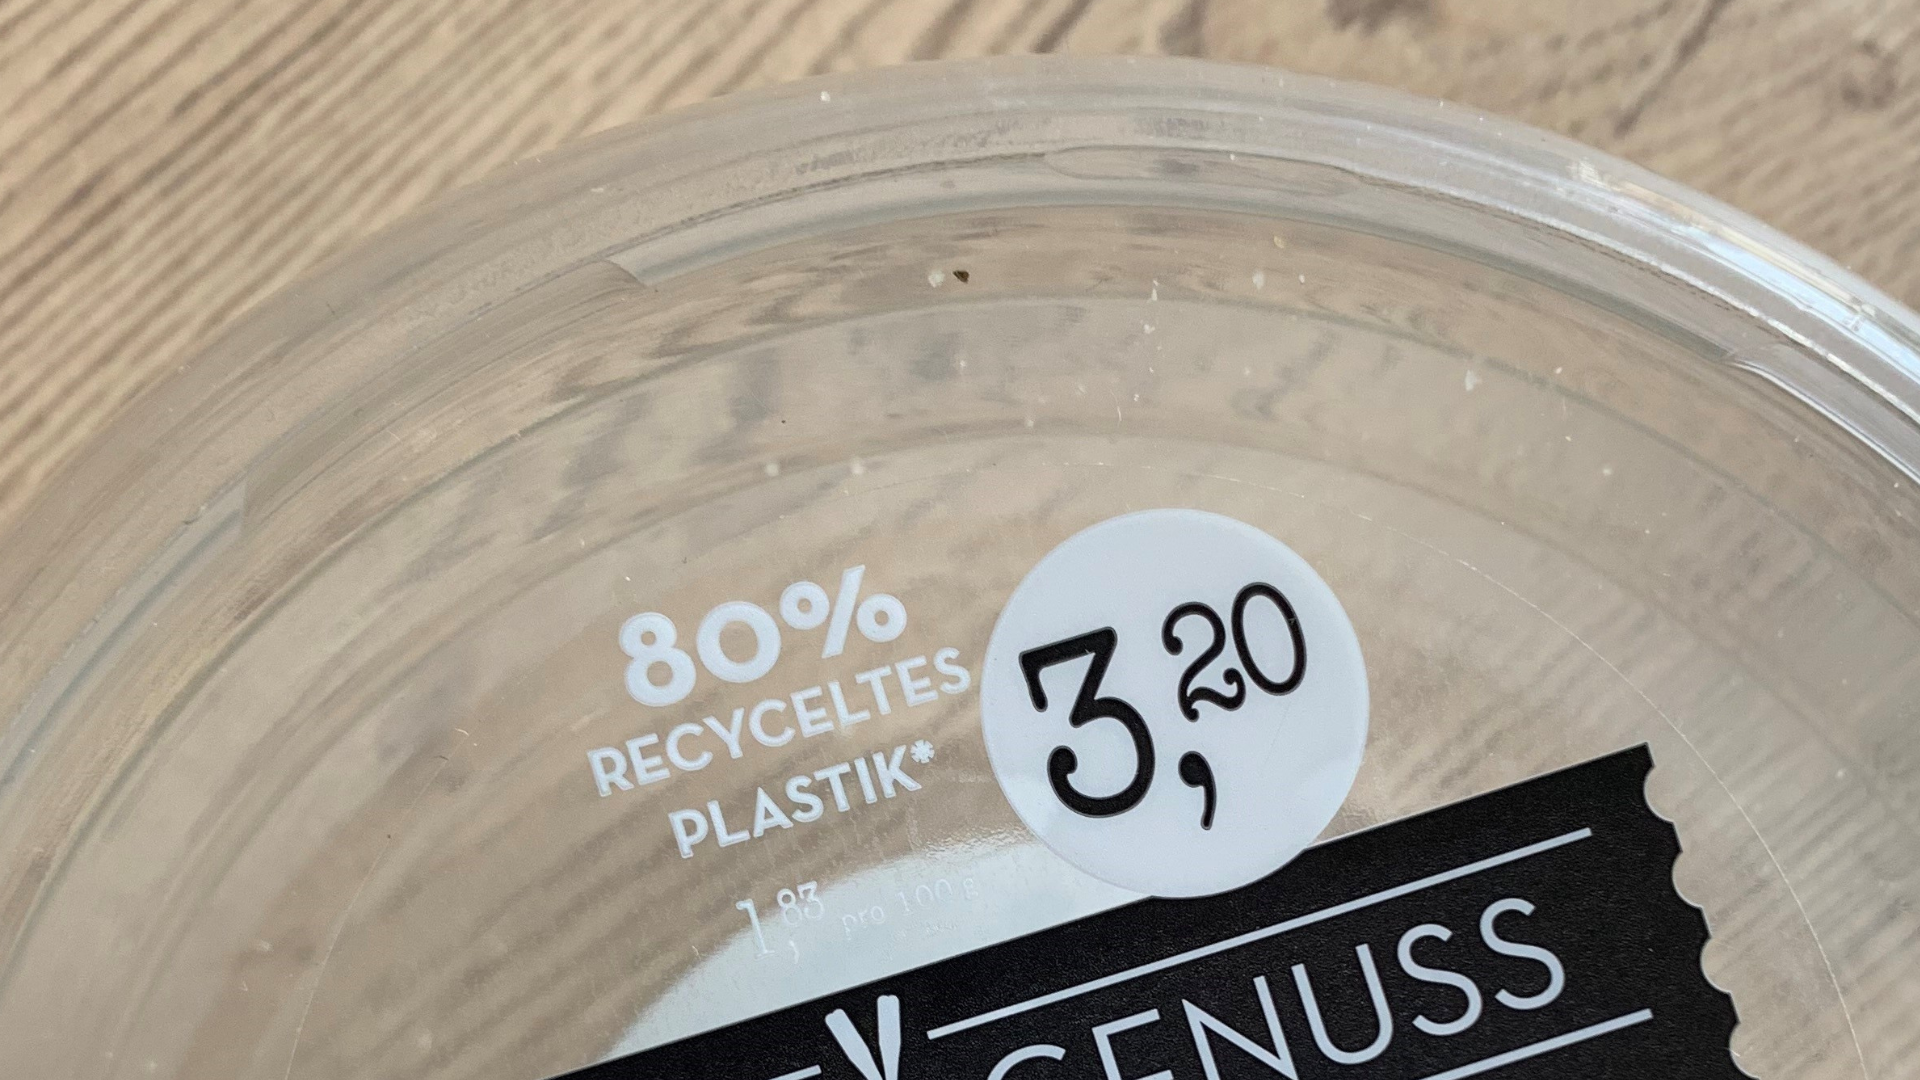 80%
RECYCELTES
PLASTIK*
3,20
1,83 pro 100 g
GENUSS